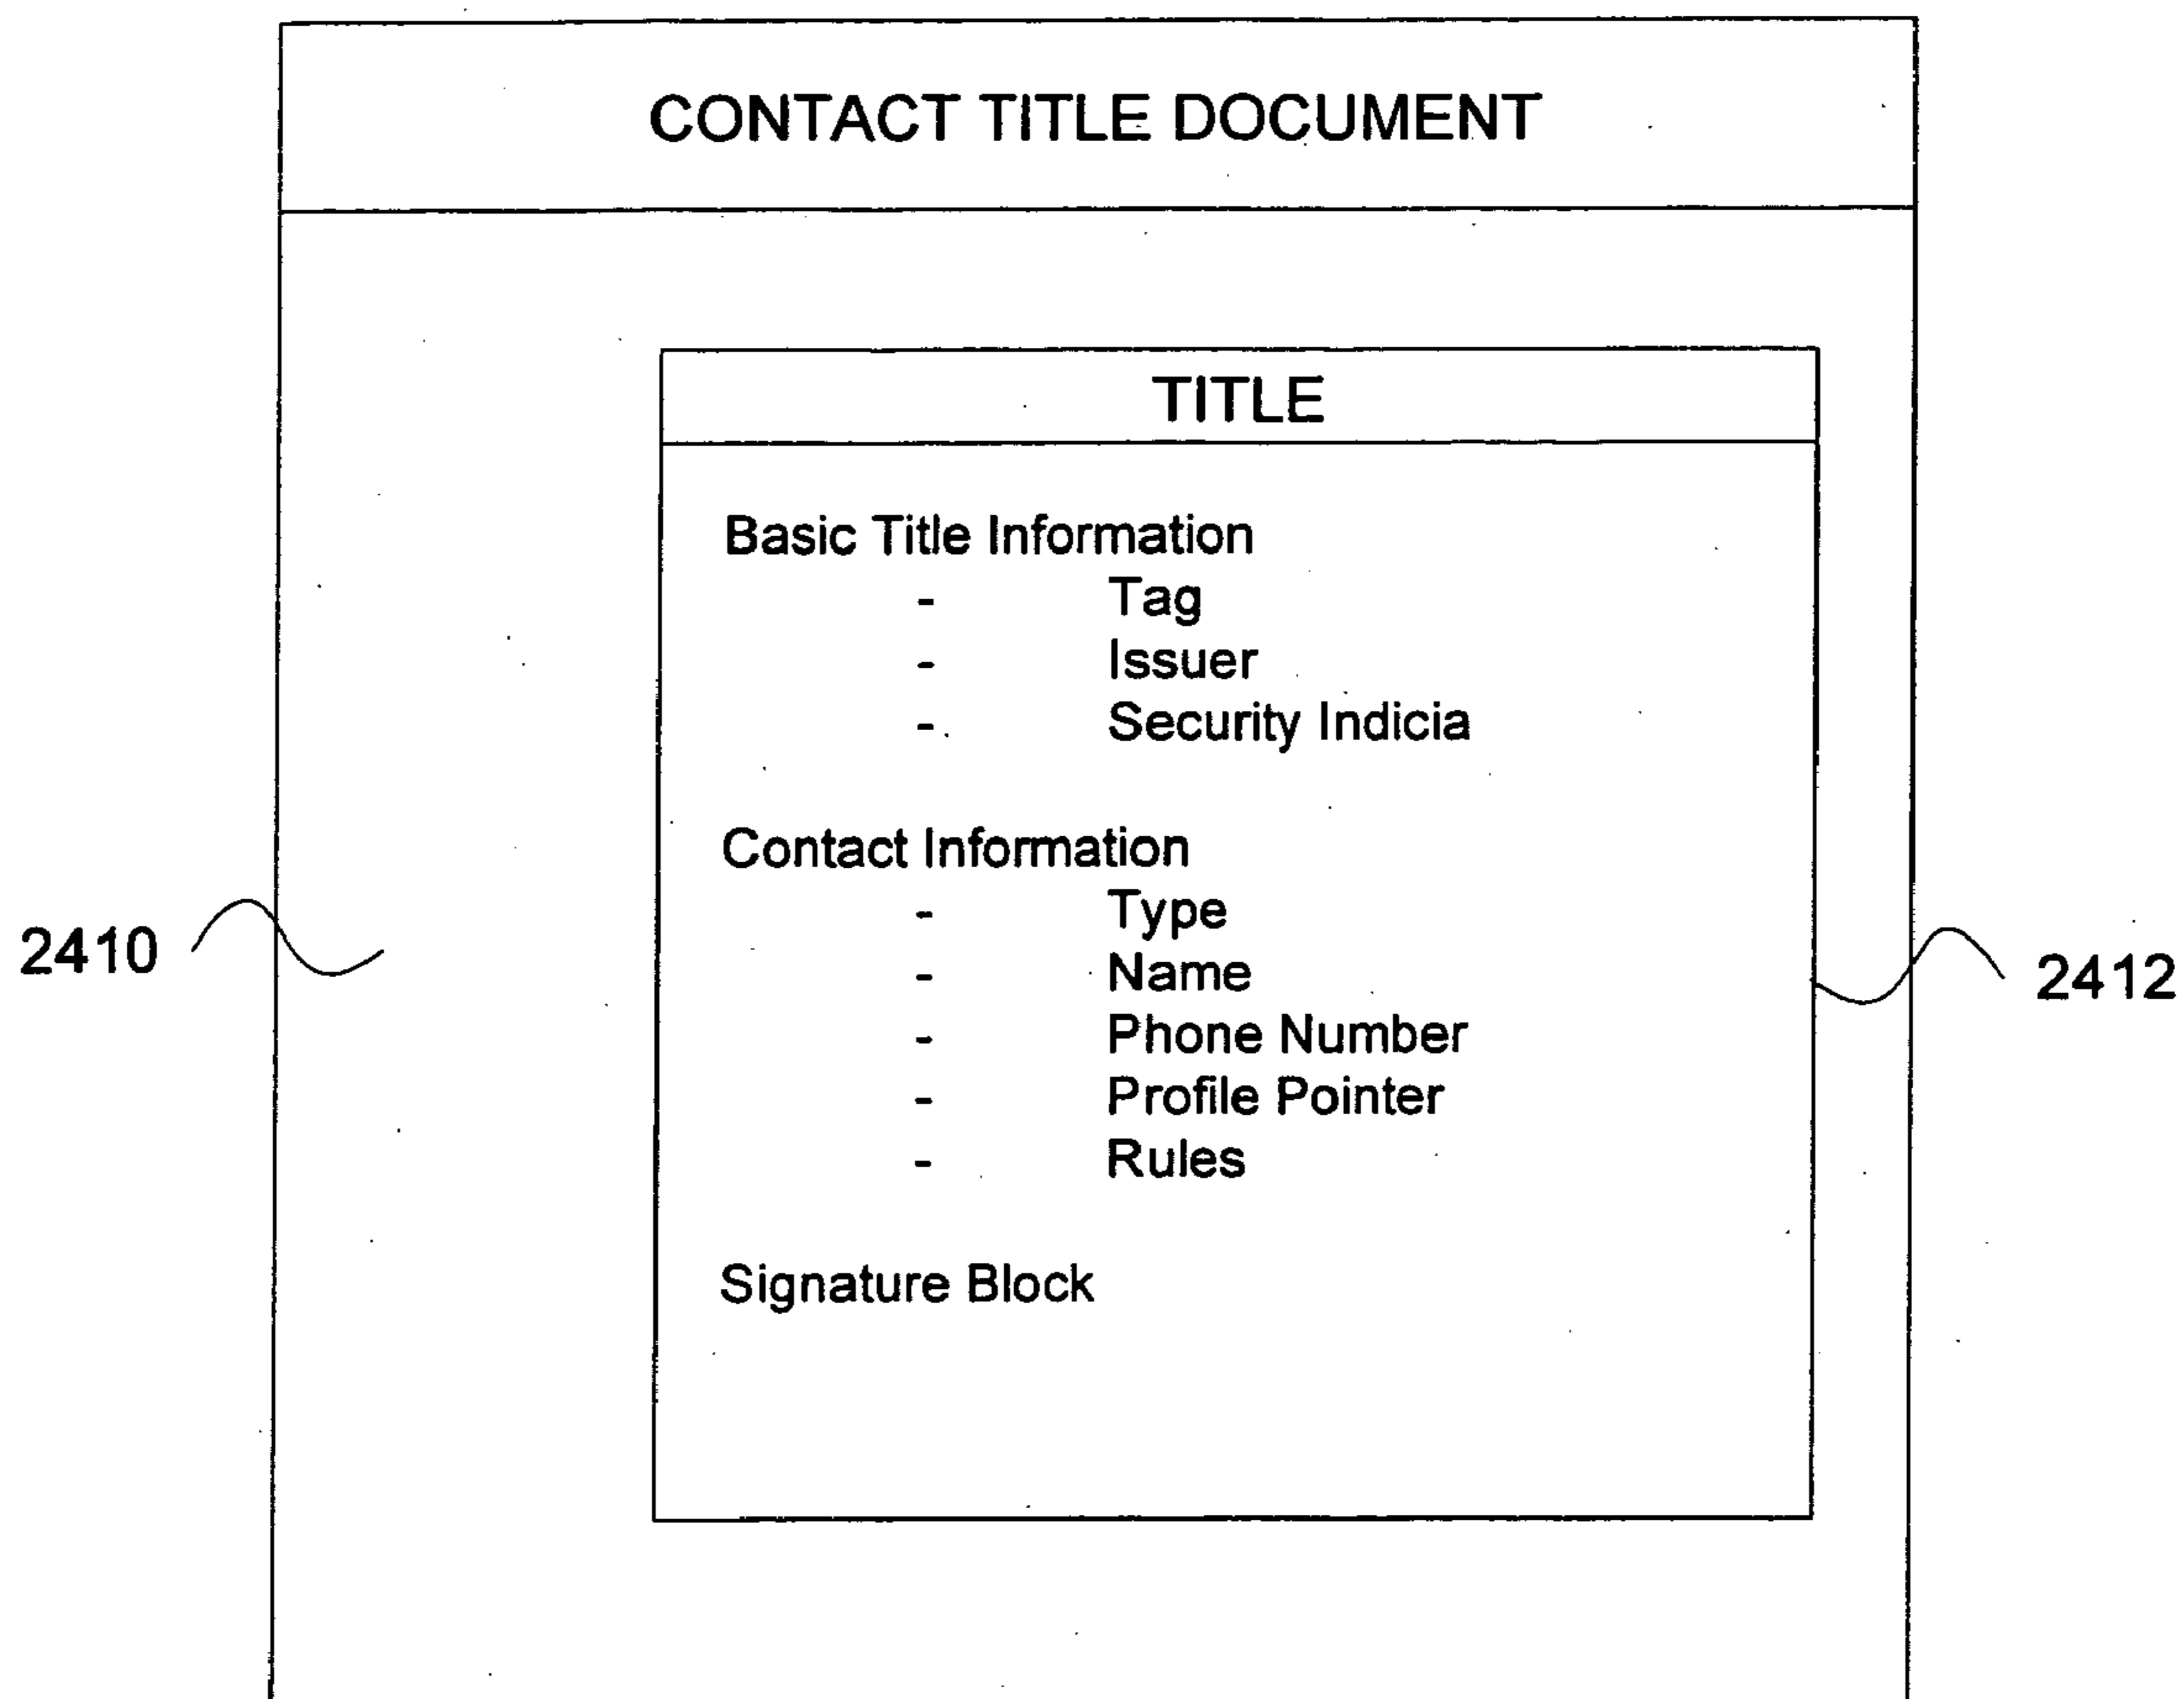 CONTACT TITLE DOCUMENT
TITLE
Basic Title Information
- Tag
- Issuer
- Security Indicia
Contact Information
- Type
- Name
- Phone Number
- Profile Pointer
- Rules
Signature Block
2410
2412